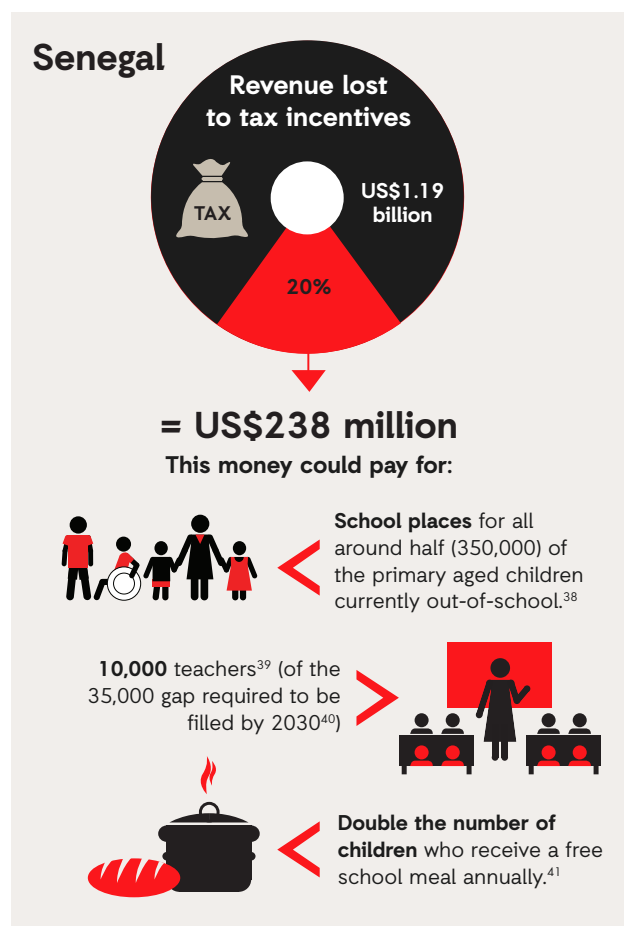 Senegal
Revenue lost
to tax incentives
TAX
US$1.19
billion
20%
= US$238 million
This money could pay for:
School places for all
around half (350,000) of
the primary aged children
currently out-of-school.³⁸
10,000 teachers³⁹ (of the
35,000 gap required to be
filled by 2030⁴⁰)
Double the number of
children who receive a free
school meal annually.⁴¹